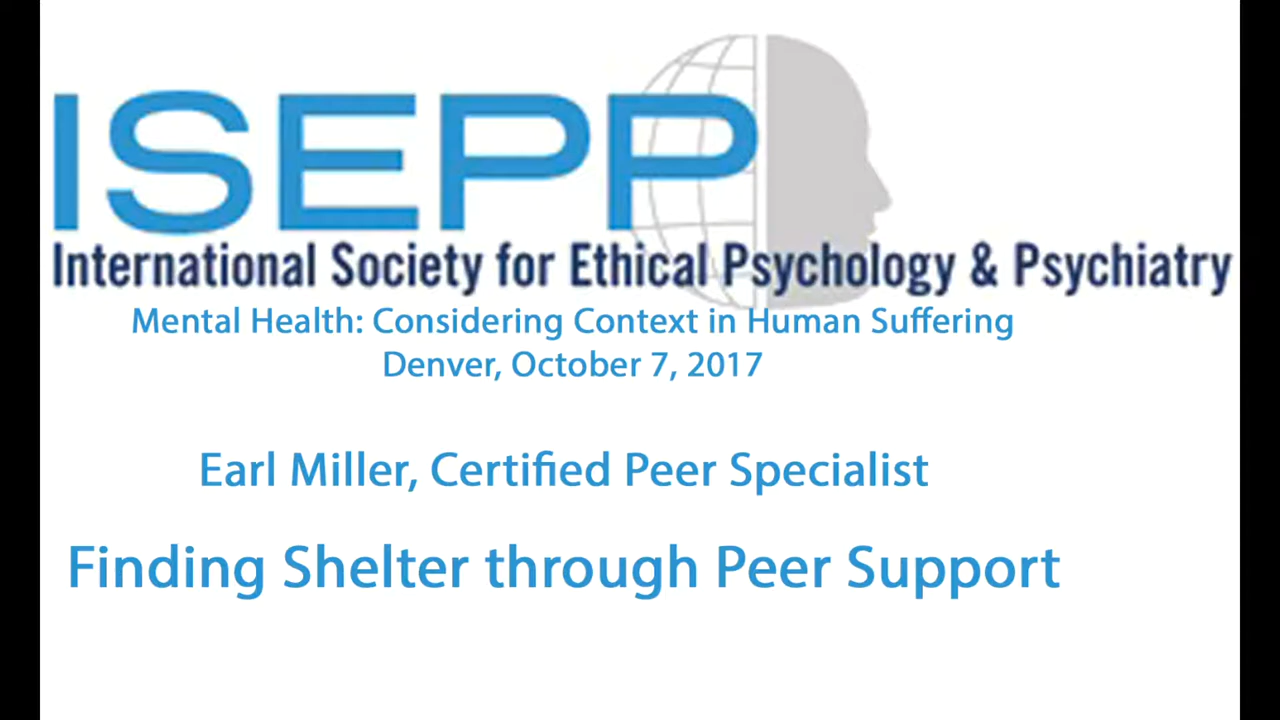 ISEPP
International Society for Ethical Psychology & Psychiatry
Mental Health: Considering Context in Human Suffering
Denver, October 7, 2017
Earl Miller, Certified Peer Specialist
Finding Shelter through Peer Support